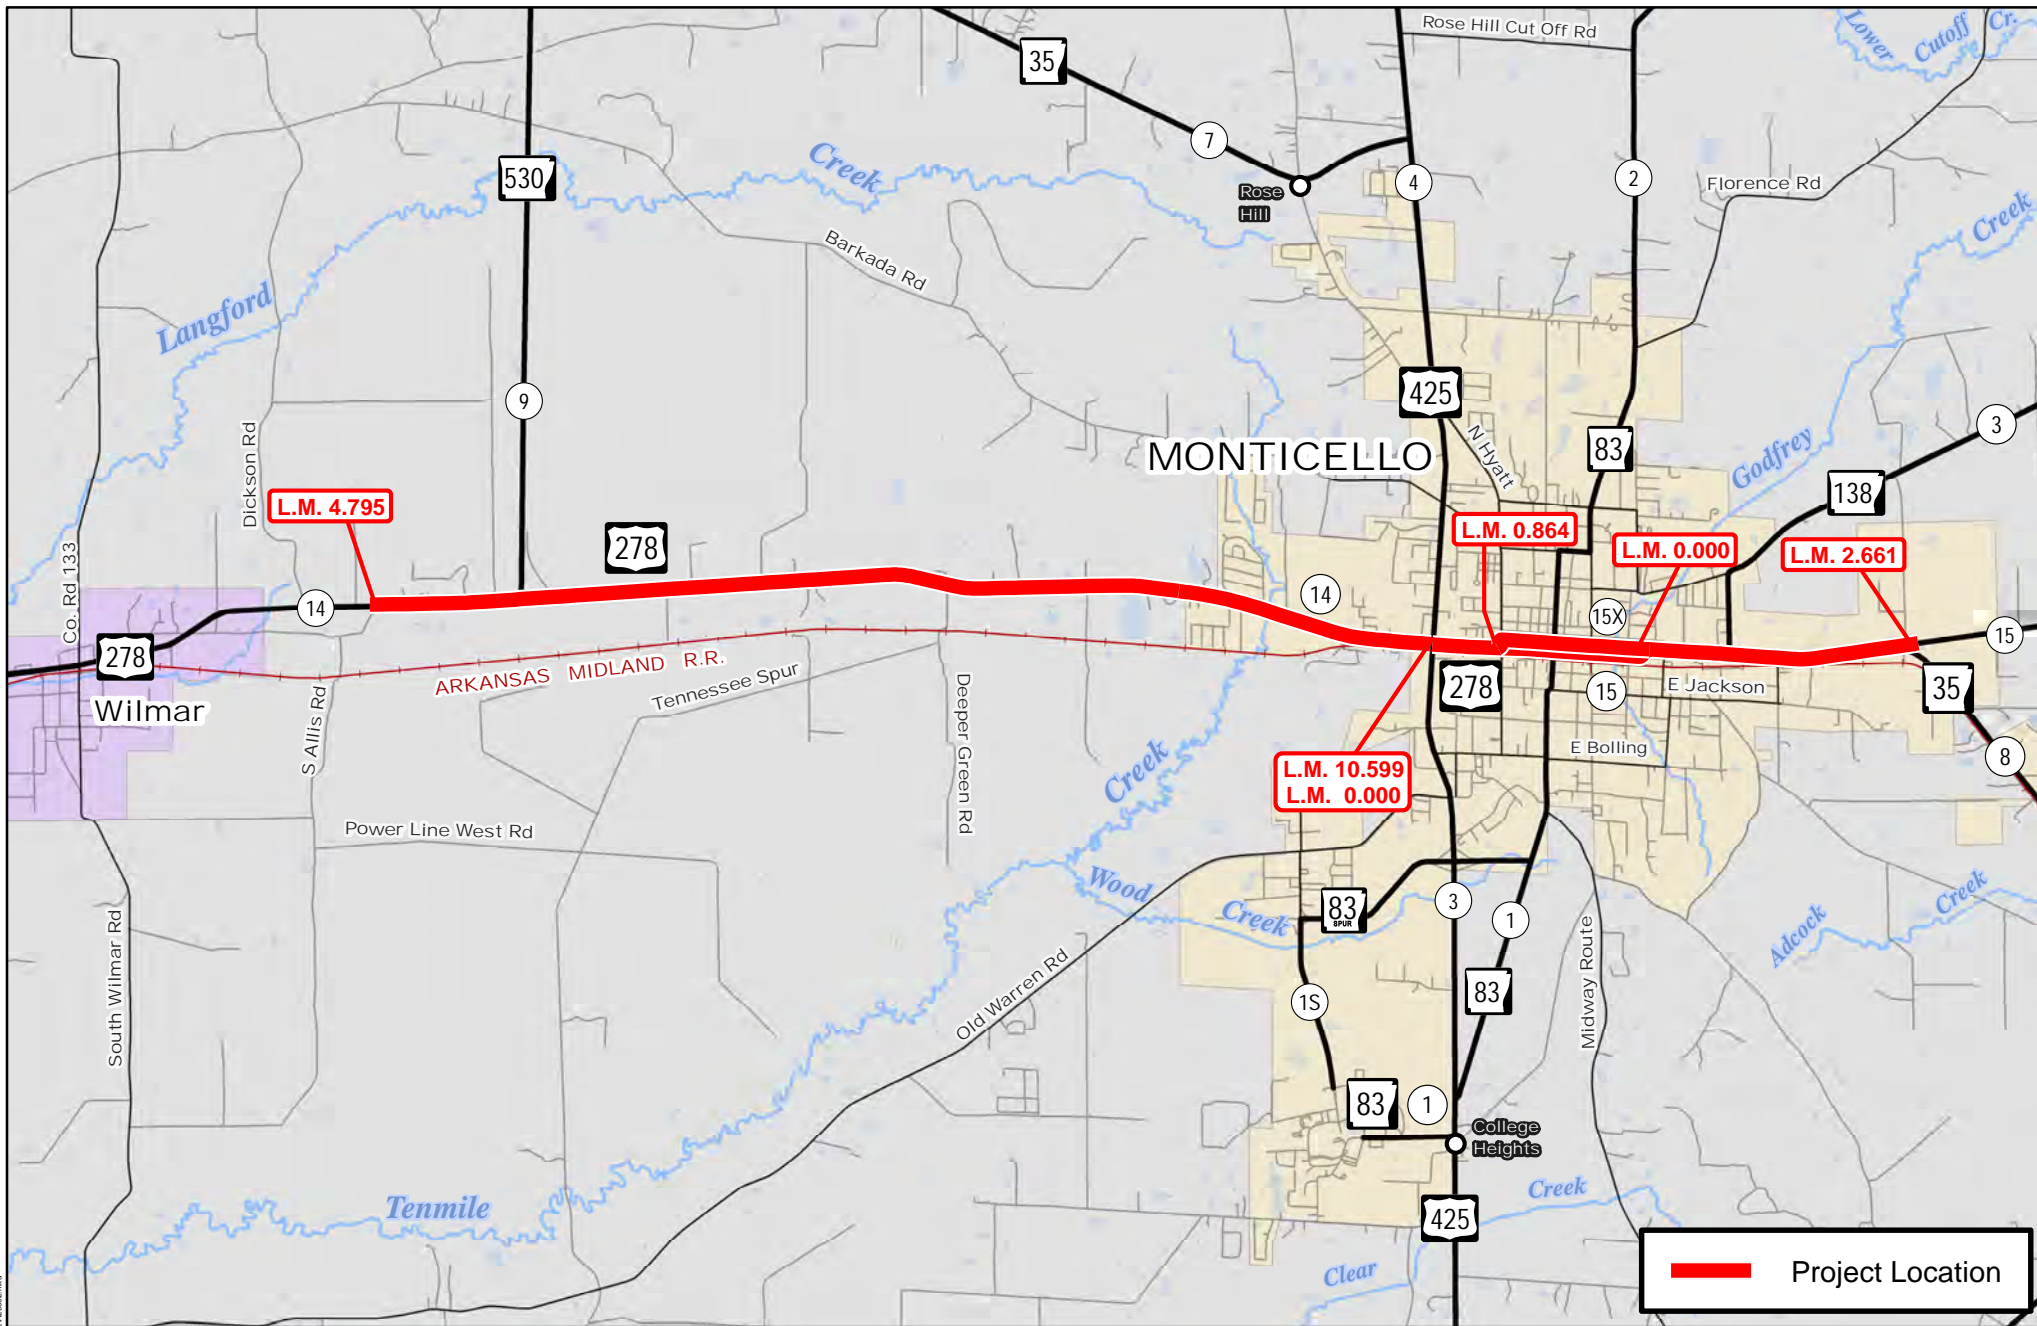 Rose Hill Cut Off Rd
Lower
Cutoff
Cr.
35
7
4
2
530
Creek
Rose
Hill
Florence Rd
Creek
Barkada Rd
Langford
425
9
N Hyatt
83
3
MONTICELLO
Godfrey
138
Dickson Rd
L.M. 4.795
278
L.M. 0.864
L.M. 0.000
L.M. 2.661
Co. Rd 133
14
14
15X
15
278
ARKANSAS MIDLAND R.R.
Tennessee Spur
278
15
E Jackson
35
Wilmar
S Allis Rd
Deeper Green Rd
E Bolling
8
Creek
L.M. 10.599
L.M. 0.000
Power Line West Rd
Wood
Creek
83
SPUR
3
1
Adcock
Creek
South Wilmar Rd
Old Warren Rd
Midway Route
1S
83
83
1
College
Heights
Tenmile
Creek
425
Clear
Project Location